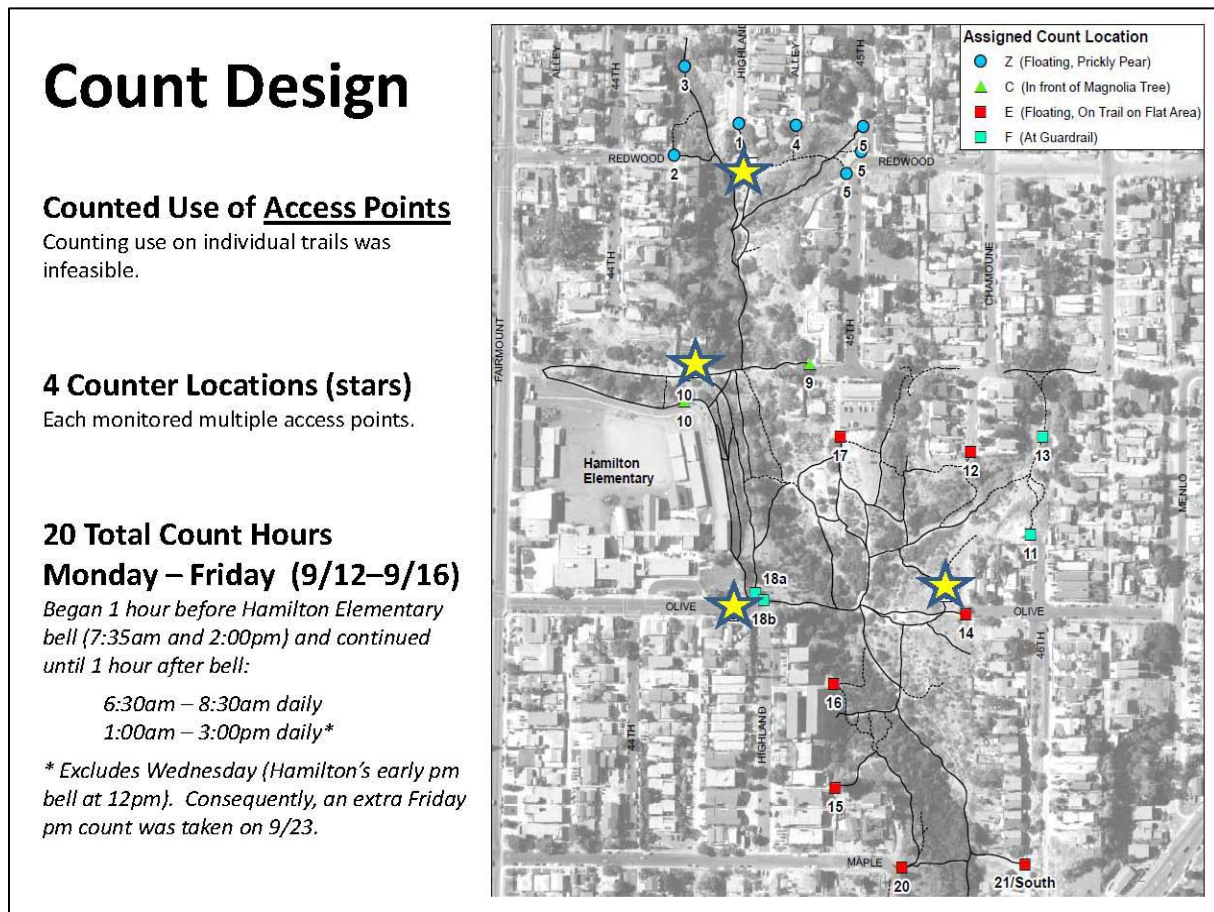 Count Design
Counted Use of Access Points
Counting use on individual trails was
infeasible.
4 Counter Locations (stars)
Each monitored multiple access points.
20 Total Count Hours
Monday – Friday (9/12–9/16)
Began 1 hour before Hamilton Elementary
bell (7:35am and 2:00pm) and continued
until 1 hour after bell:
6:30am – 8:30am daily
1:00am – 3:00pm daily*
* Excludes Wednesday (Hamilton's early pm
bell at 12pm). Consequently, an extra Friday
pm count was taken on 9/23.
Assigned Count Location
Z (Floating, Prickly Pear)
C (In front of Magnolia Tree)
E (Floating, On Trail on Flat Area)
F (At Guardrail)
ALLEY
44TH
HIGHLAND
ALLEY
45TH
3
1
4
5
REDWOOD
2
5
REDWOOD
5
44TH
CHAMOUNE
FAIRMOUNT
45TH
10
9
10
Hamilton
Elementary
17
12
13
MENLO
11
18a
OLIVE
18b
14
OLIVE
46TH
16
44TH
HIGHLAND
15
MAPLE
20
21/South